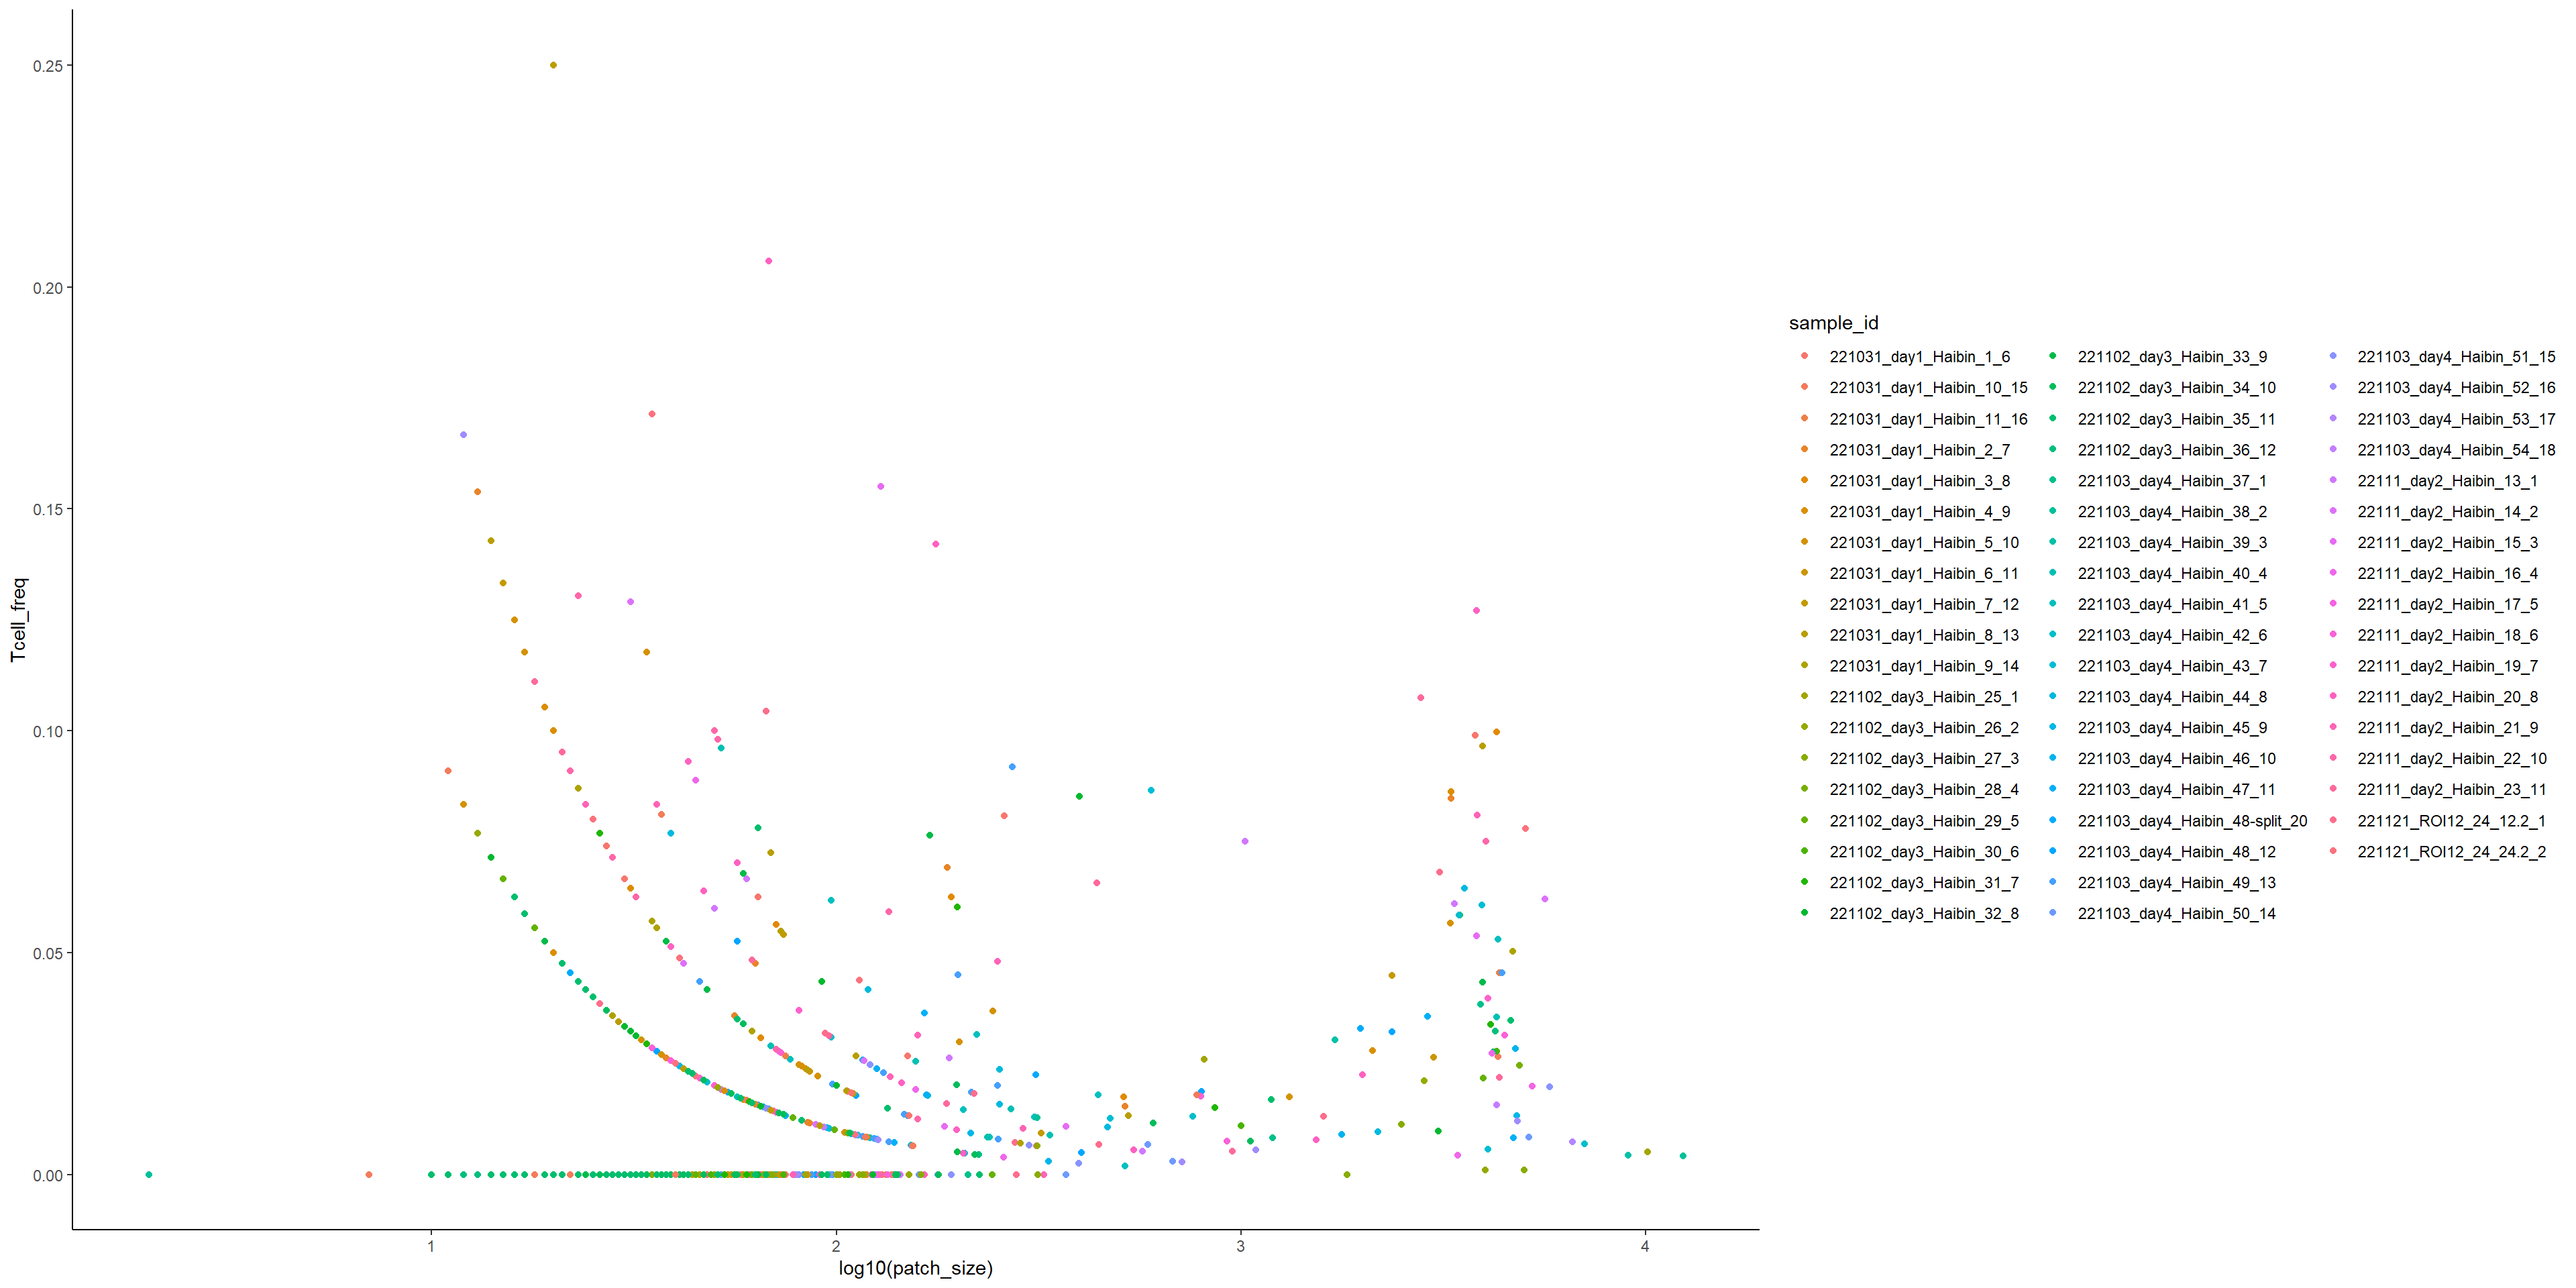 0.25
0.20
0.15
0.10
0.05
0.00
Tcell_freq
1
2
3
4
log10(patch_size)
sample_id
221031_day1_Haibin_1_6
221031_day1_Haibin_10_15
221031_day1_Haibin_11_16
221031_day1_Haibin_2_7
221031_day1_Haibin_3_8
221031_day1_Haibin_4_9
221031_day1_Haibin_5_10
221031_day1_Haibin_6_11
221031_day1_Haibin_7_12
221031_day1_Haibin_8_13
221031_day1_Haibin_9_14
221102_day3_Haibin_25_1
221102_day3_Haibin_26_2
221102_day3_Haibin_27_3
221102_day3_Haibin_28_4
221102_day3_Haibin_29_5
221102_day3_Haibin_30_6
221102_day3_Haibin_31_7
221102_day3_Haibin_32_8
221102_day3_Haibin_33_9
221102_day3_Haibin_34_10
221102_day3_Haibin_35_11
221102_day3_Haibin_36_12
221103_day4_Haibin_37_1
221103_day4_Haibin_38_2
221103_day4_Haibin_39_3
221103_day4_Haibin_40_4
221103_day4_Haibin_41_5
221103_day4_Haibin_42_6
221103_day4_Haibin_43_7
221103_day4_Haibin_44_8
221103_day4_Haibin_45_9
221103_day4_Haibin_46_10
221103_day4_Haibin_47_11
221103_day4_Haibin_48-split_20
221103_day4_Haibin_48_12
221103_day4_Haibin_49_13
221103_day4_Haibin_50_14
221103_day4_Haibin_51_15
221103_day4_Haibin_52_16
221103_day4_Haibin_53_17
221103_day4_Haibin_54_18
22111_day2_Haibin_13_1
22111_day2_Haibin_14_2
22111_day2_Haibin_15_3
22111_day2_Haibin_16_4
22111_day2_Haibin_17_5
22111_day2_Haibin_18_6
22111_day2_Haibin_19_7
22111_day2_Haibin_20_8
22111_day2_Haibin_21_9
22111_day2_Haibin_22_10
22111_day2_Haibin_23_11
221121_ROI12_24_12.2_1
221121_ROI12_24_24.2_2